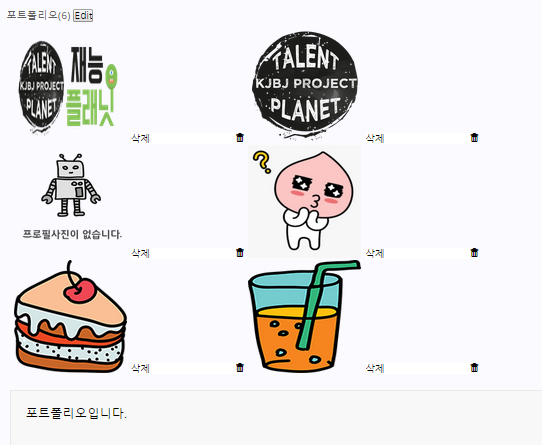 포트폴리오(6) Edit
TALENT
KJBJ PROJECT
PLANET
재능
플래닛
삭제
TALENT
KJBJ PROJECT
PLANET
삭제
프로필사진이 없습니다.
삭제
?
삭제
삭제
삭제
포트폴리오입니다.